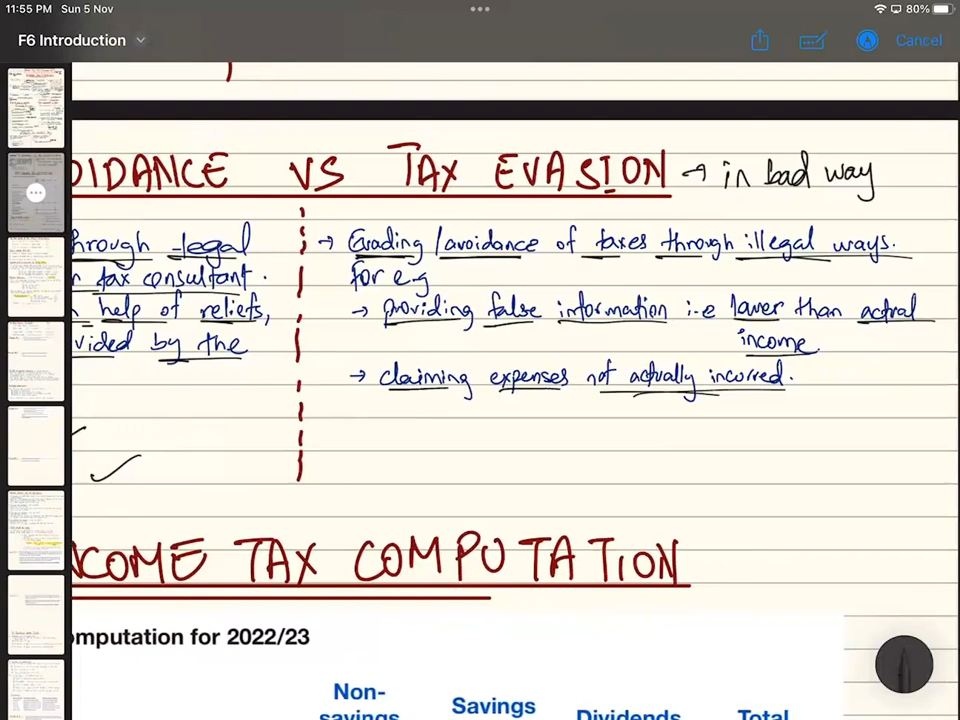 11:55 PM Sun 5 Nov
80%
F6 Introduction
Cancel
OIDANCE VS TAX EVASION → in bad way
hrough legal
n tax consultant.
n help of reliefs,
vided by the
→ Evading / avoidance of taxes through illegal ways.
for e.g
→ providing false information i.e lower than actual
income.
→ claiming expenses not actually incurred.
NCOME TAX COMPUTATION
omputation for 2022/23
Non-
savings
Savings
Dividends
Total